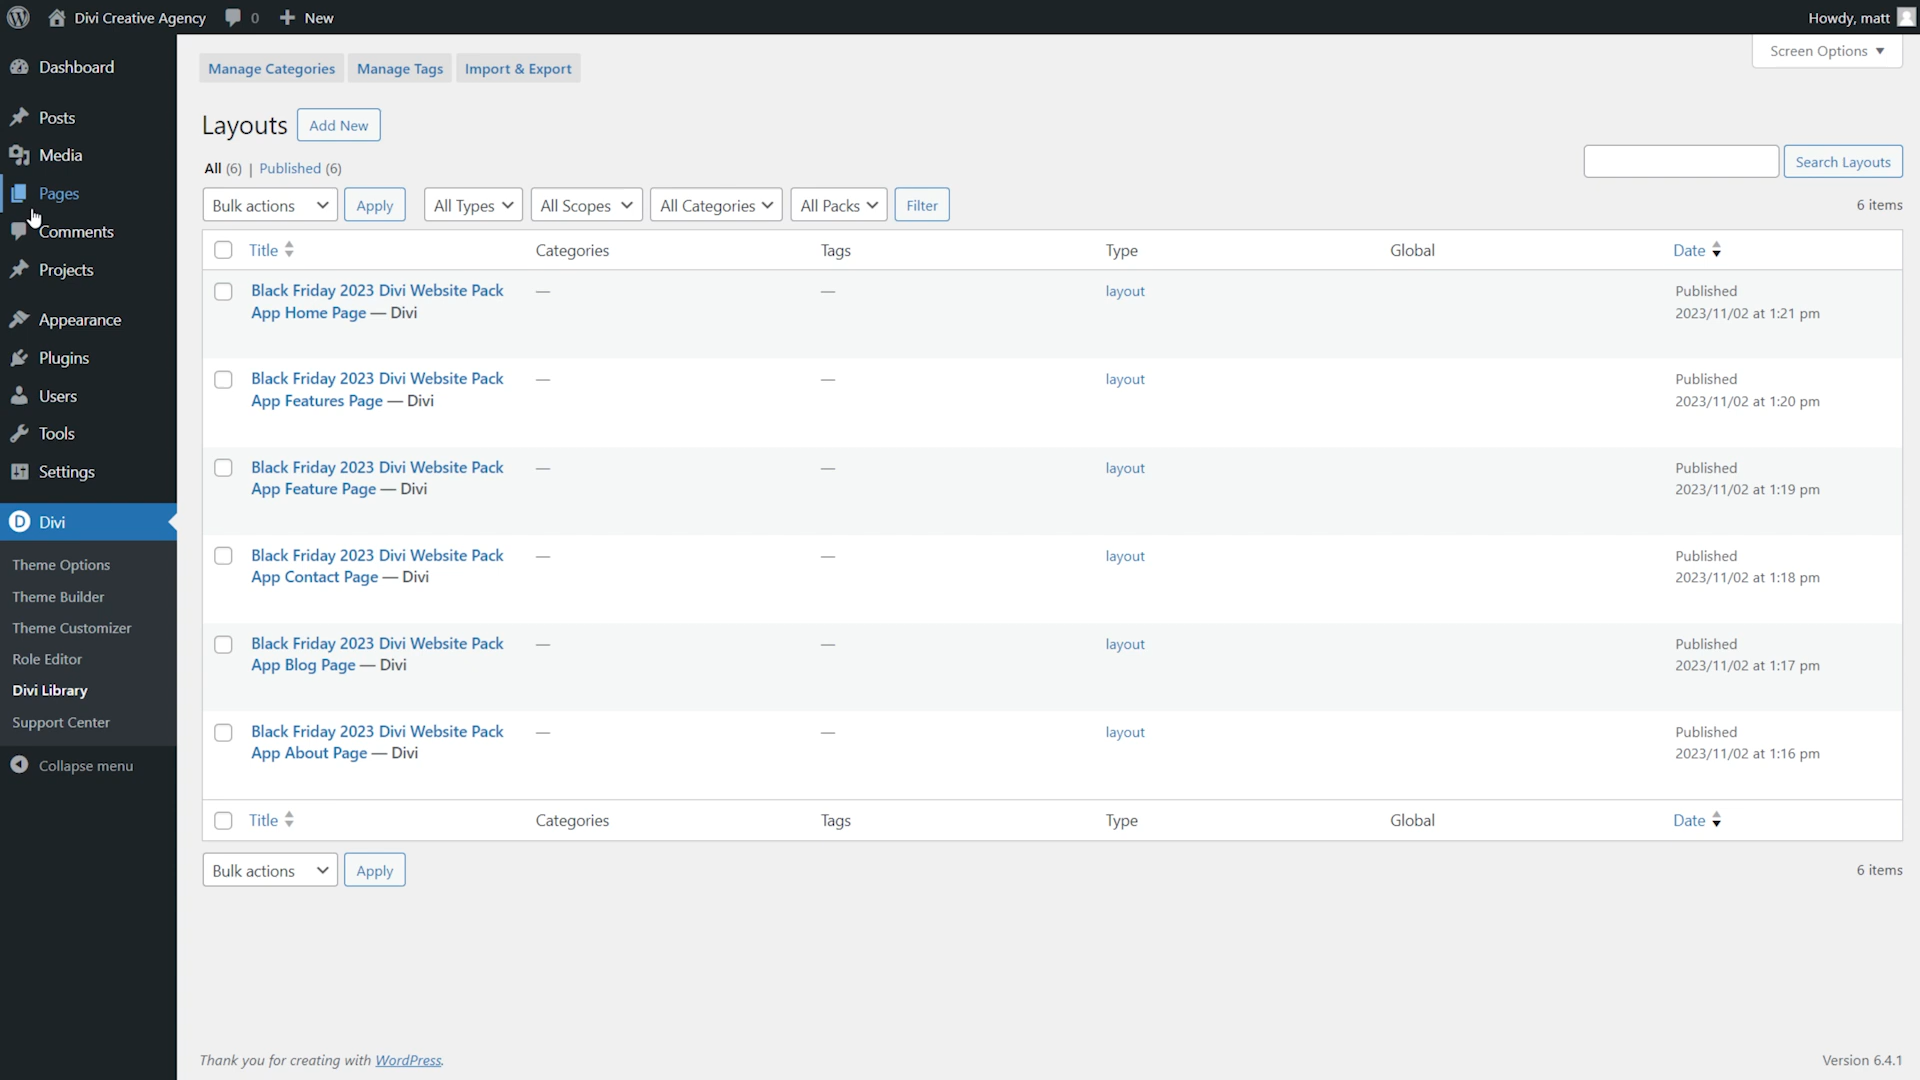 Divi Creative Agency 0 New Howdy, matt
Screen Options
Dashboard
Posts
Media
Pages
Comments
Projects
Appearance
Plugins
Users
Tools
Settings
Divi
Theme Options
Theme Builder
Theme Customizer
Role Editor
Divi Library
Support Center
Collapse menu
Manage Categories Manage Tags Import & Export
Layouts Add New
All (6) | Published (6)
Search Layouts
Bulk actions Apply All Types All Scopes All Categories All Packs Filter 6 items
Title Categories Tags Type Global Date
Black Friday 2023 Divi Website Pack — — layout Published
App Home Page — Divi 2023/11/02 at 1:21 pm
Black Friday 2023 Divi Website Pack — — layout Published
App Features Page — Divi 2023/11/02 at 1:20 pm
Black Friday 2023 Divi Website Pack — — layout Published
App Feature Page — Divi 2023/11/02 at 1:19 pm
Black Friday 2023 Divi Website Pack — — layout Published
App Contact Page — Divi 2023/11/02 at 1:18 pm
Black Friday 2023 Divi Website Pack — — layout Published
App Blog Page — Divi 2023/11/02 at 1:17 pm
Black Friday 2023 Divi Website Pack — — layout Published
App About Page — Divi 2023/11/02 at 1:16 pm
Title Categories Tags Type Global Date
Bulk actions Apply 6 items
Thank you for creating with WordPress. Version 6.4.1